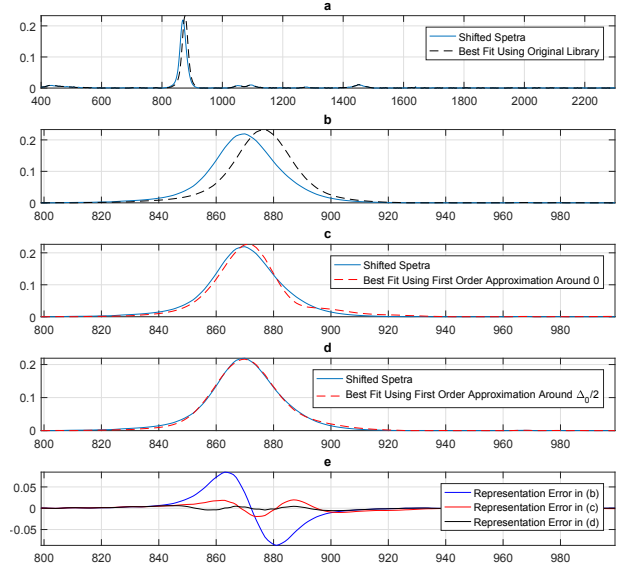 a
0.2
0.1
0
Shifted Spetra
Best Fit Using Original Library
400 600 800 1000 1200 1400 1600 1800 2000 2200
b
0.2
0.1
0
800 820 840 860 880 900 920 940 960 980
c
0.2
0.1
0
Shifted Spetra
Best Fit Using First Order Approximation Around 0
800 820 840 860 880 900 920 940 960 980
d
0.2
0.1
0
Shifted Spetra
Best Fit Using First Order Approximation Around Δ₀/2
800 820 840 860 880 900 920 940 960 980
e
0.05
0
-0.05
Representation Error in (b)
Representation Error in (c)
Representation Error in (d)
800 820 840 860 880 900 920 940 960 980